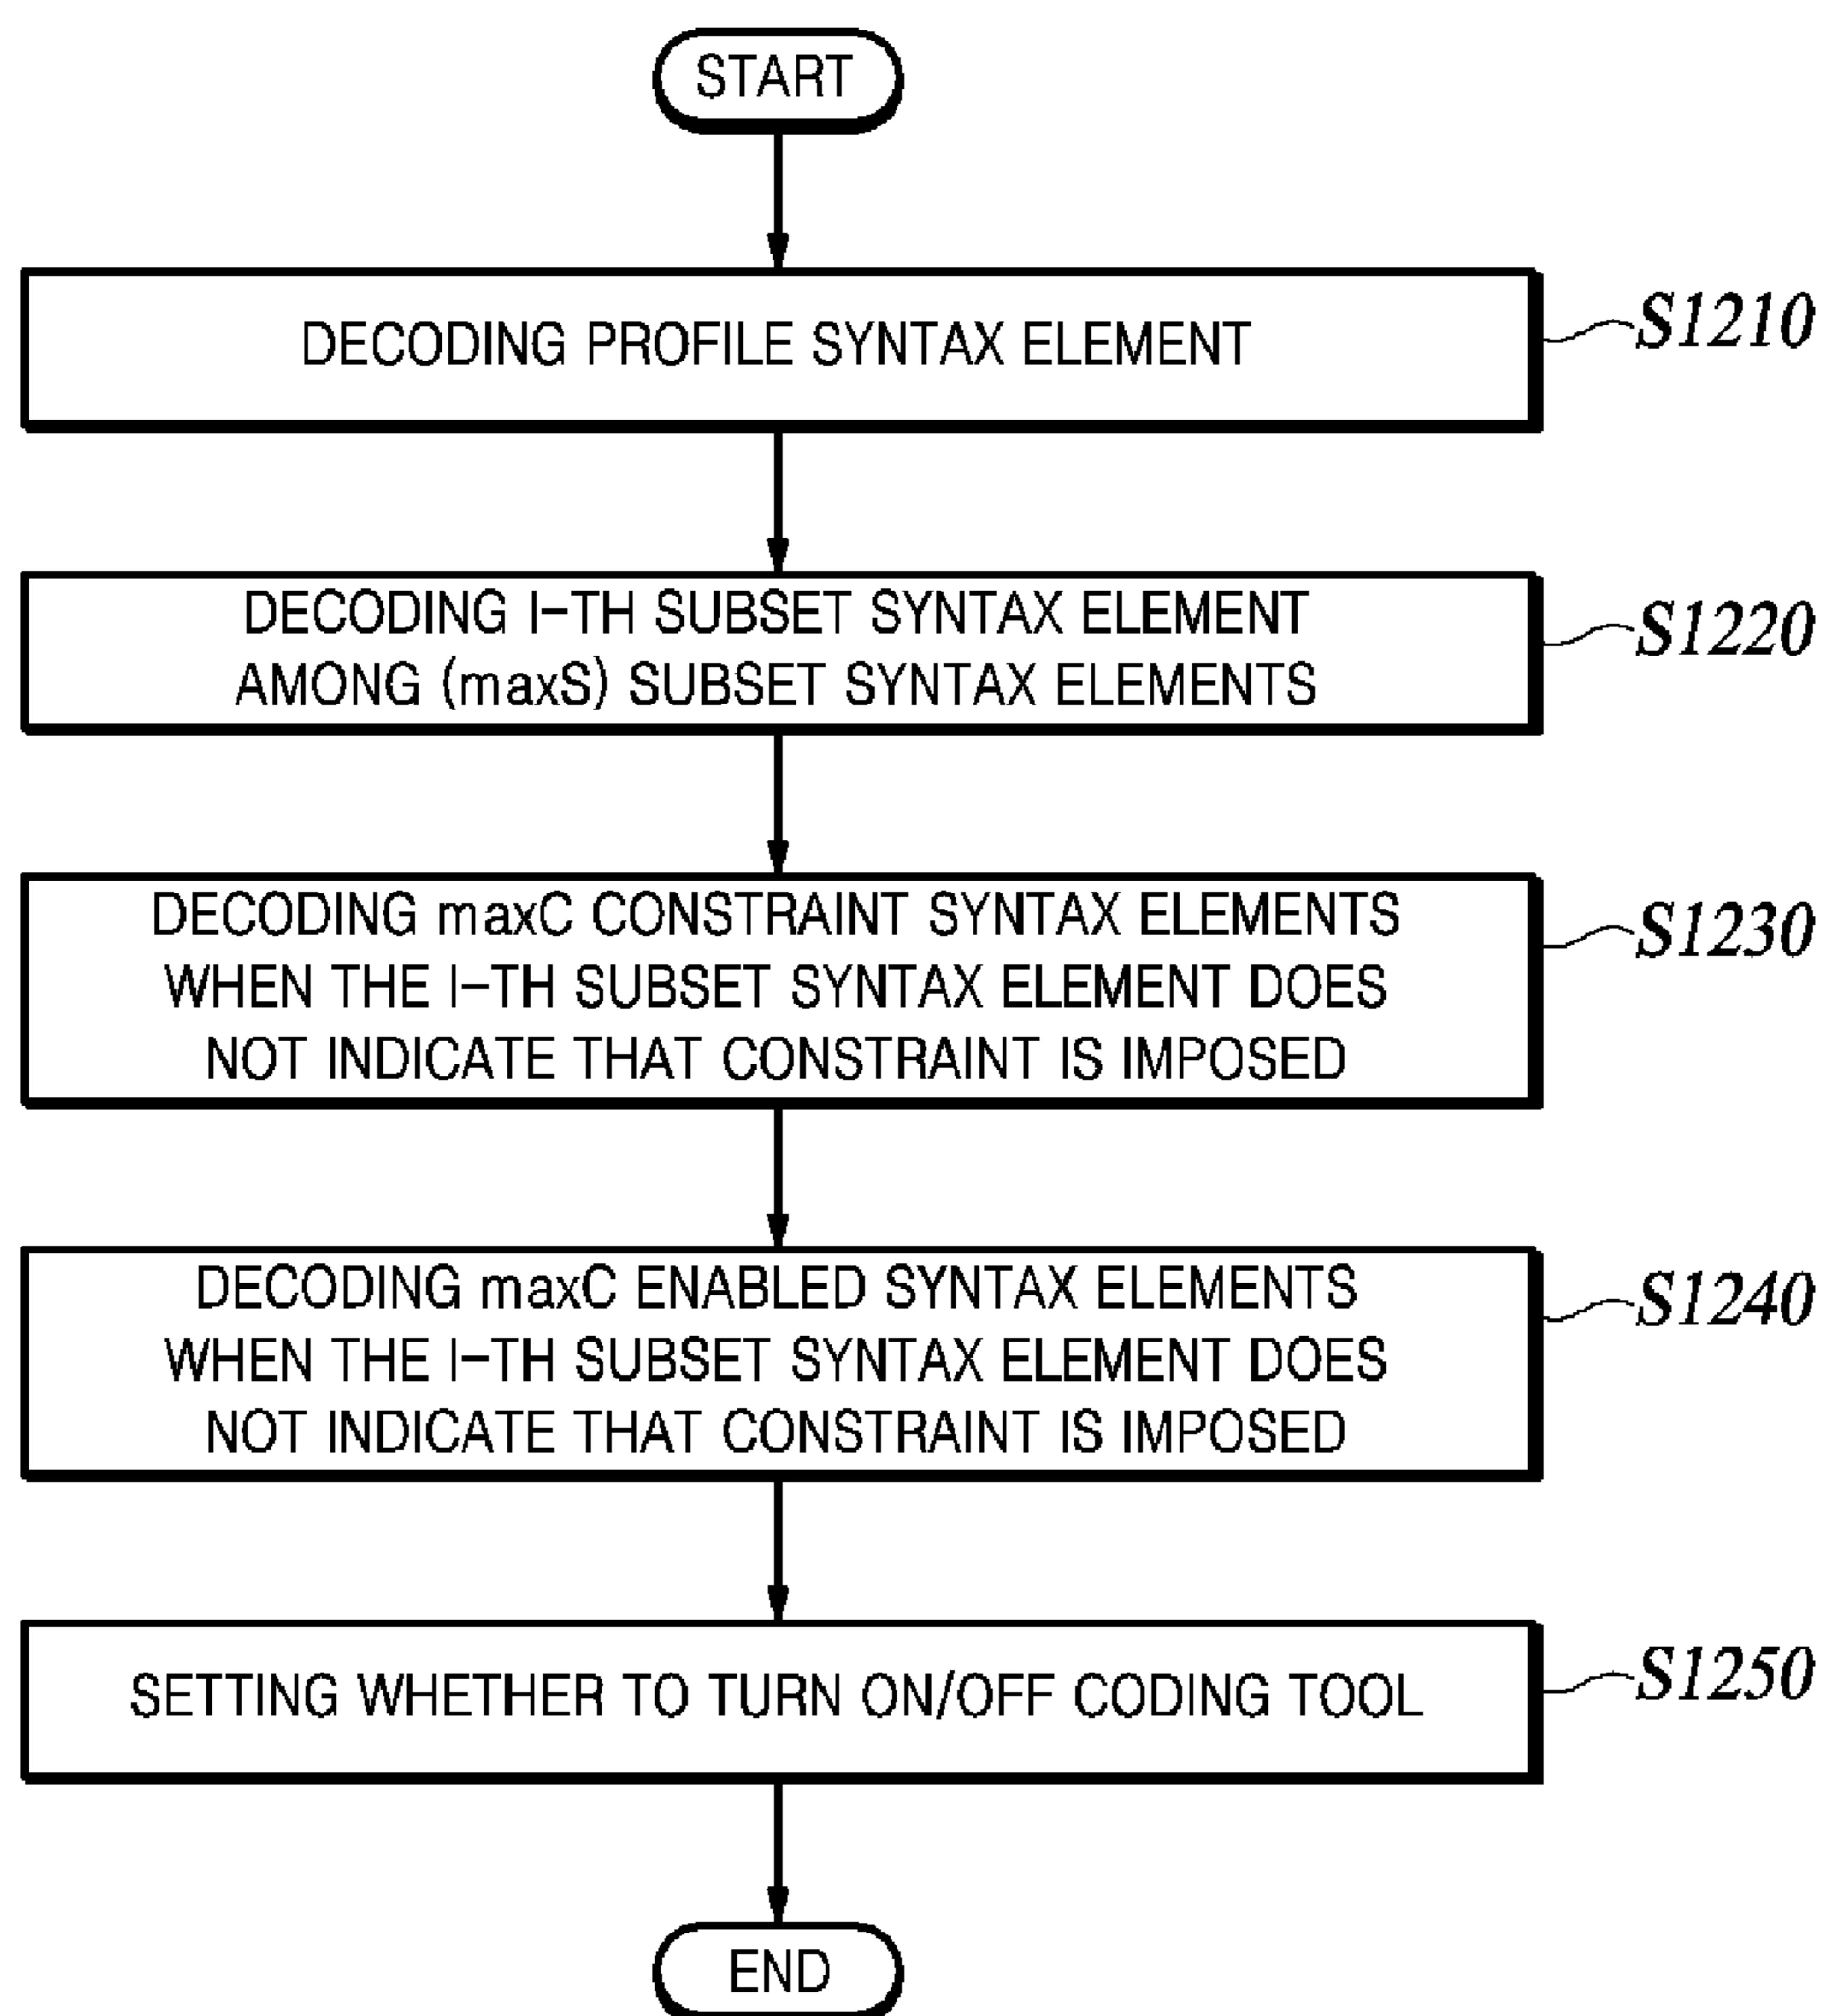 START
DECODING PROFILE SYNTAX ELEMENT
S1210
DECODING I-TH SUBSET SYNTAX ELEMENT
AMONG (maxS) SUBSET SYNTAX ELEMENTS
S1220
DECODING maxC CONSTRAINT SYNTAX ELEMENTS
WHEN THE I-TH SUBSET SYNTAX ELEMENT DOES
NOT INDICATE THAT CONSTRAINT IS IMPOSED
S1230
DECODING maxC ENABLED SYNTAX ELEMENTS
WHEN THE I-TH SUBSET SYNTAX ELEMENT DOES
NOT INDICATE THAT CONSTRAINT IS IMPOSED
S1240
SETTING WHETHER TO TURN ON/OFF CODING TOOL
S1250
END